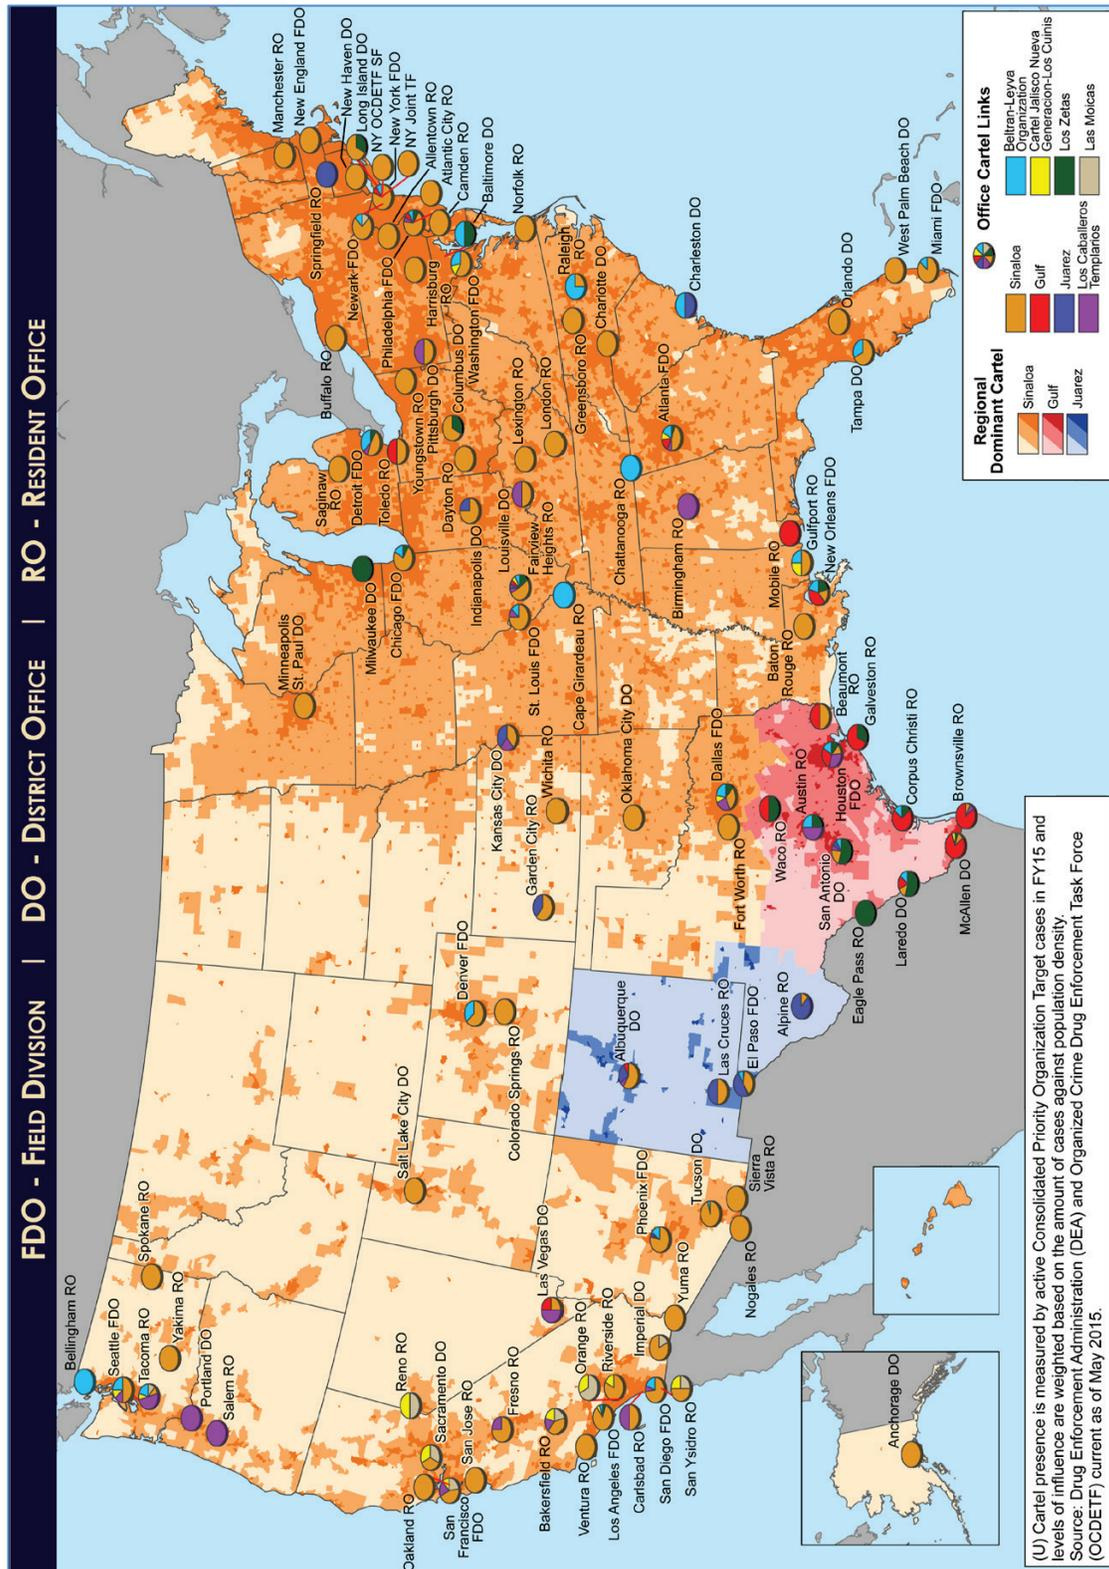 FDO - FIELD DIVISION | DO - DISTRICT OFFICE | RO - RESIDENT OFFICE
Bellingham RO
Seattle FDO
Tacoma RO
Spokane RO
Yakima RO
Portland DO
Salem RO
Reno RO
Sacramento DO
Oakland RO
San
Francisco
FDO
San Jose RO
Fresno RO
Bakersfield RO
Ventura RO
Los Angeles FDO
Orange RO
Riverside RO
Carlsbad RO
San Diego FDO
San Ysidro RO
Imperial DO
Yuma RO
Las Vegas DO
Salt Lake City DO
Phoenix FDO
Tucson DO
Nogales RO
Sierra
Vista RO
Denver FDO
Colorado Springs RO
Albuquerque
DO
Las Cruces RO
El Paso FDO
Alpine RO
Garden City RO
Kansas City DO
Wichita RO
Oklahoma City DO
Dallas FDO
Fort Worth RO
Waco RO
Austin RO
San Antonio
DO
Houston
FDO
Eagle Pass RO
Laredo DO
McAllen DO
Brownsville RO
Corpus Christi RO
Galveston RO
Beaumont
RO
Minneapolis
St. Paul DO
Milwaukee DO
Chicago FDO
Indianapolis DO
St. Louis FDO
Fairview
Heights RO
Cape Girardeau RO
Louisville DO
Lexington RO
London RO
Saginaw
RO
Detroit FDO
Toledo RO
Dayton RO
Columbus DO
Youngstown RO
Pittsburgh DO
Buffalo RO
Chattanooga RO
Birmingham RO
Mobile RO
Gulfport RO
New Orleans FDO
Baton
Rouge RO
Atlanta FDO
Greensboro RO
Charlotte DO
Raleigh
RO
Charleston DO
Norfolk RO
Orlando DO
Tampa DO
West Palm Beach DO
Miami FDO
Manchester RO
New England FDO
Springfield RO
New Haven DO
Long Island DO
NY OCDETF SF
New York FDO
NY Joint TF
Newark FDO
Allentown RO
Atlantic City RO
Camden RO
Philadelphia FDO
Harrisburg
RO
Baltimore DO
Washington FDO
Anchorage DO
Regional
Dominant Cartel
Sinaloa
Gulf
Juarez
Office Cartel Links
Sinaloa
Gulf
Juarez
Los Caballeros
Templarios
Beltran-Leyva
Organization
Cartel Jalisco Nueva
Generacion-Los Cuinis
Los Zetas
Las Moicas
(U) Cartel presence is measured by active Consolidated Priority Organization Target cases in FY15 and
levels of influence are weighted based on the amount of cases against population density.
Source: Drug Enforcement Administration (DEA) and Organized Crime Drug Enforcement Task Force
(OCDETF) current as of May 2015.